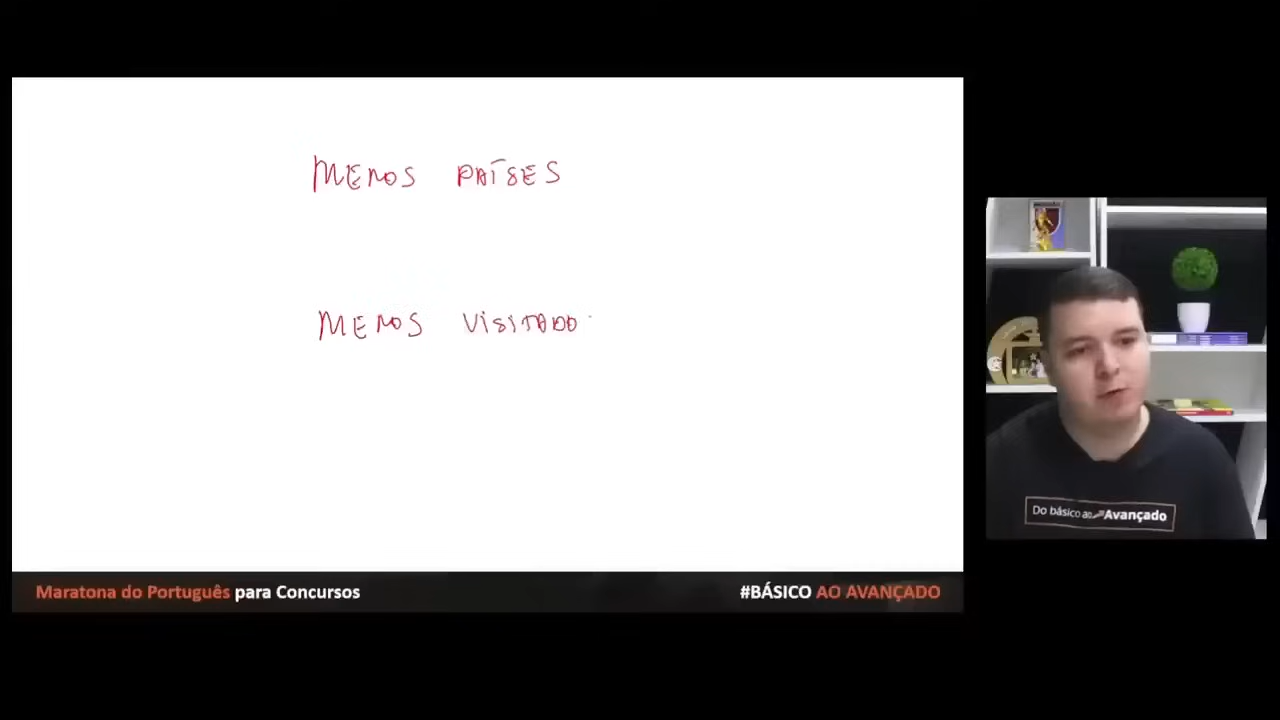 MENOS PAÍSES
MENOS VISITADO
Do básico ao Avançado
Maratona do Português para Concursos
#BÁSICO AO AVANÇADO